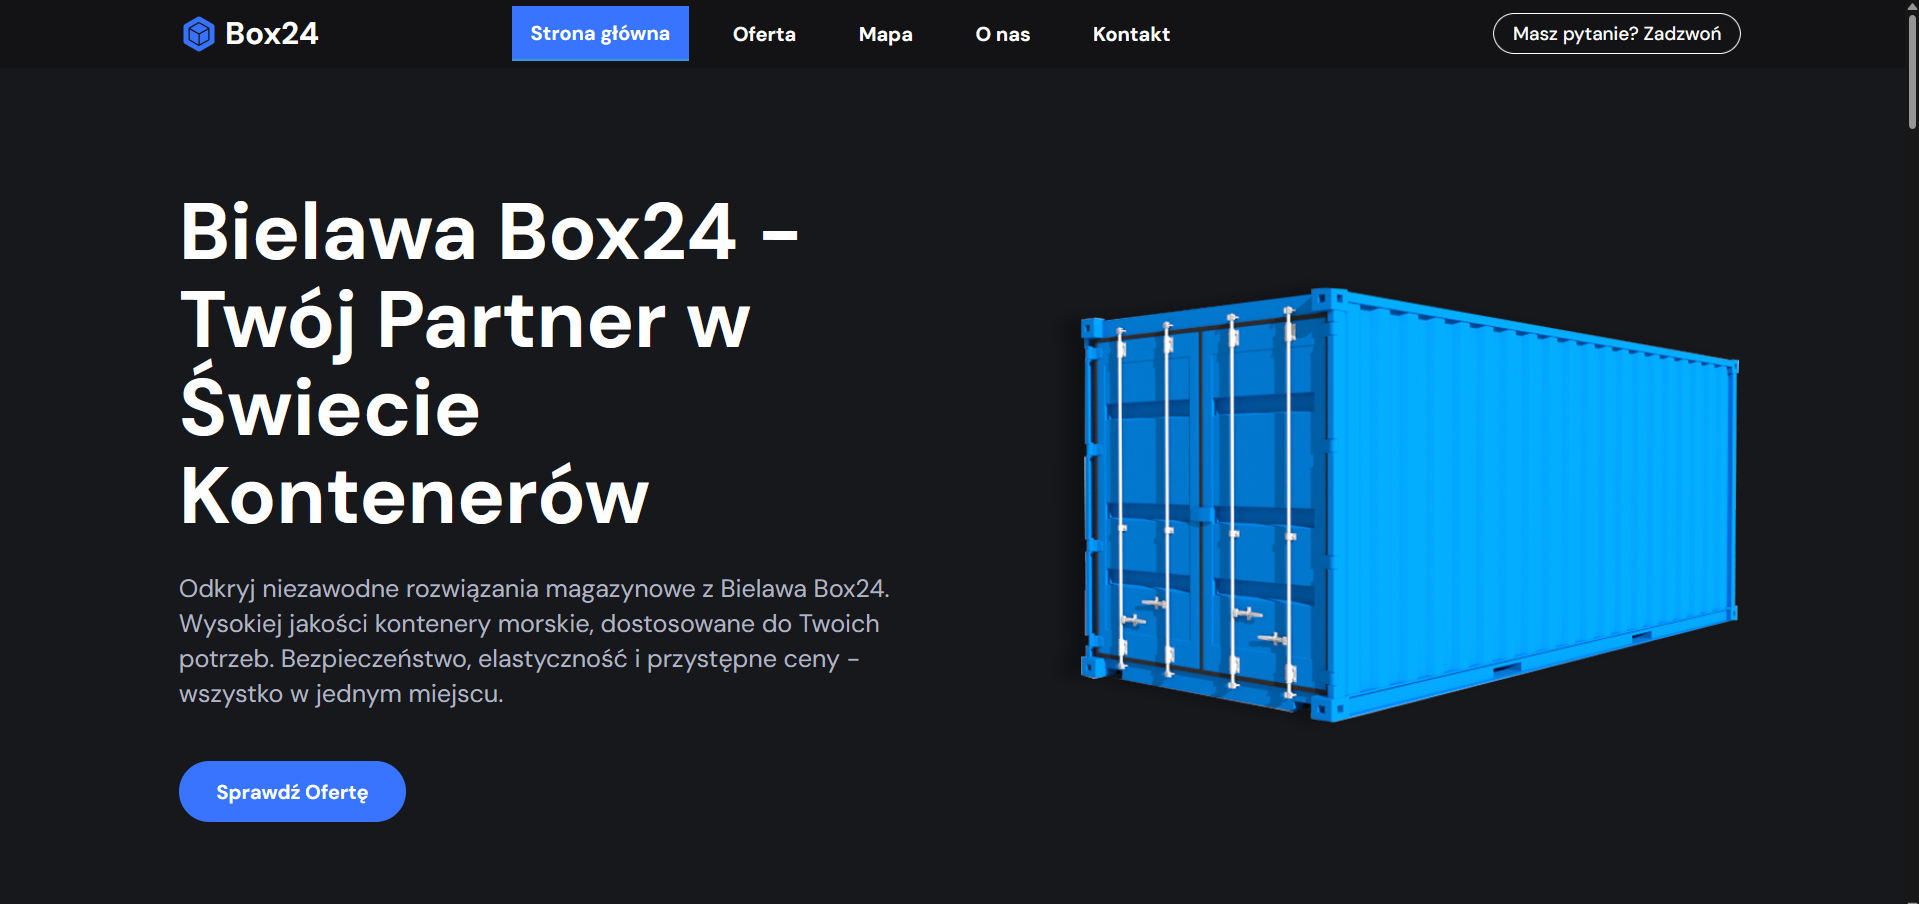 Box24
Strona główna
Oferta
Mapa
O nas
Kontakt
Masz pytanie? Zadzwoń
Bielawa Box24 -
Twój Partner w
Świecie
Kontenerów
Odkryj niezawodne rozwiązania magazynowe z Bielawa Box24.
Wysokiej jakości kontenery morskie, dostosowane do Twoich
potrzeb. Bezpieczeństwo, elastyczność i przystępne ceny -
wszystko w jednym miejscu.
Sprawdź Ofertę